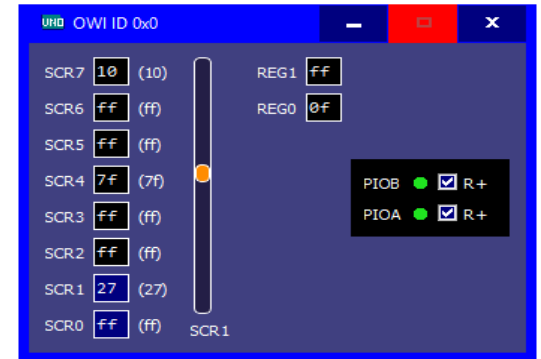 UNO OWI ID 0x0
SCR7 10 (10) REG1 ff
SCR6 ff (ff) REG0 0f
SCR5 ff (ff)
SCR4 7f (7f) PIOB R+
SCR3 ff (ff) PIOA R+
SCR2 ff (ff)
SCR1 27 (27)
SCR0 ff (ff) SCR1